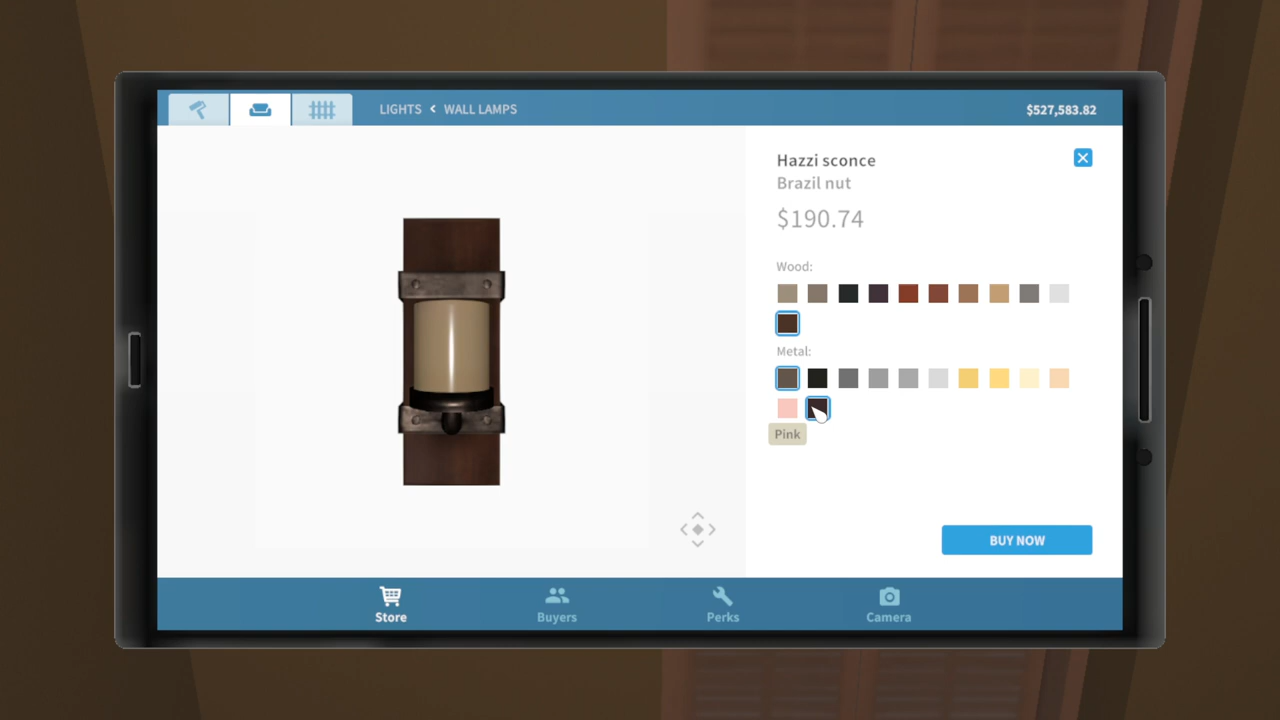 LIGHTS < WALL LAMPS
$527,583.82
Hazzi sconce
Brazil nut
$190.74
Wood:
Metal:
Pink
BUY NOW
Store
Buyers
Perks
Camera